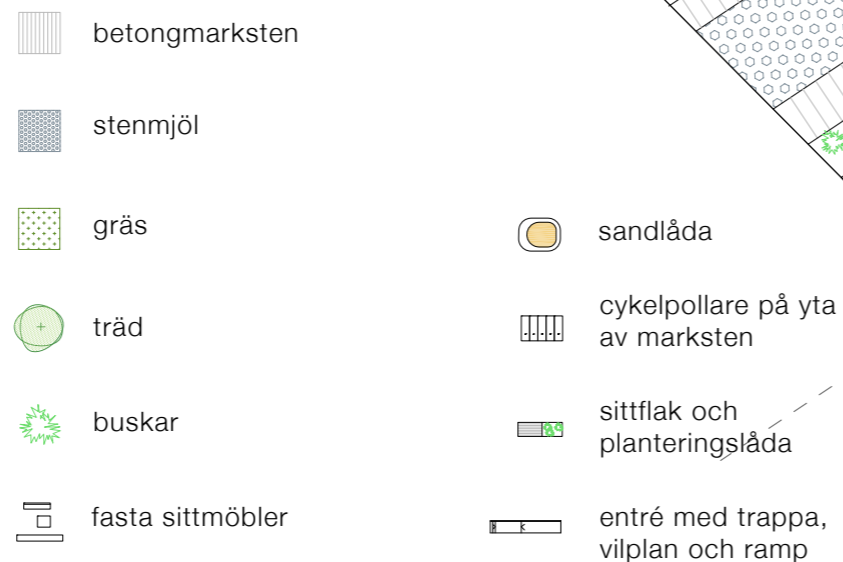 betongmarksten
stenmjöl
gräs
träd
buskar
fasta sittmöbler
sandlåda
cykelpollare på yta
av marksten
sittflak och
planteringslåda
entré med trappa,
vilplan och ramp